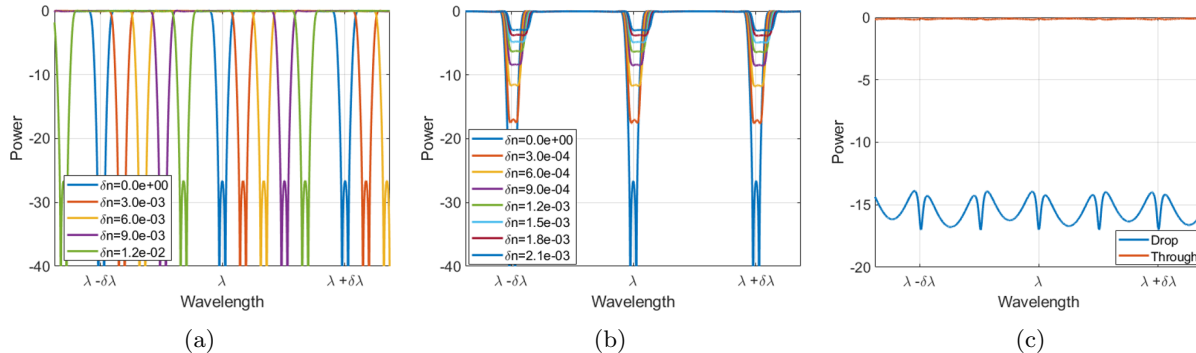 0
-10
-20
-30
-40
Power
δn=0.0e+00
δn=3.0e-03
δn=6.0e-03
δn=9.0e-03
δn=1.2e-02
λ -δλ
λ
λ +δλ
Wavelength
(a)
0
-10
-20
-30
-40
Power
δn=0.0e+00
δn=3.0e-04
δn=6.0e-04
δn=9.0e-04
δn=1.2e-03
δn=1.5e-03
δn=1.8e-03
δn=2.1e-03
λ -δλ
λ
λ +δλ
Wavelength
(b)
0
-5
-10
-15
-20
Power
Drop
Through
λ -δλ
λ
λ +δλ
Wavelength
(c)